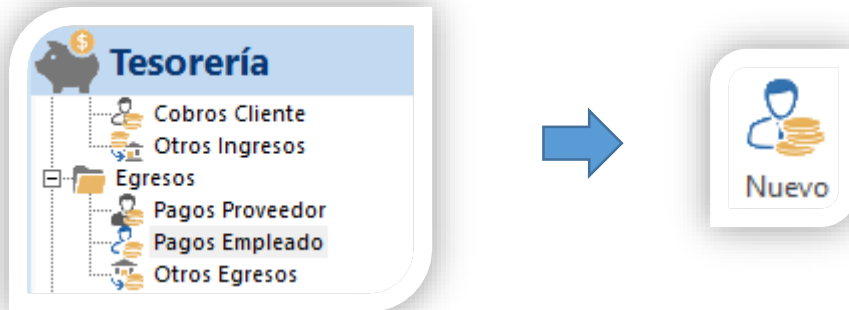 Tesorería
Cobros Cliente
Otros Ingresos
Egresos
Pagos Proveedor
Pagos Empleado
Otros Egresos
Nuevo